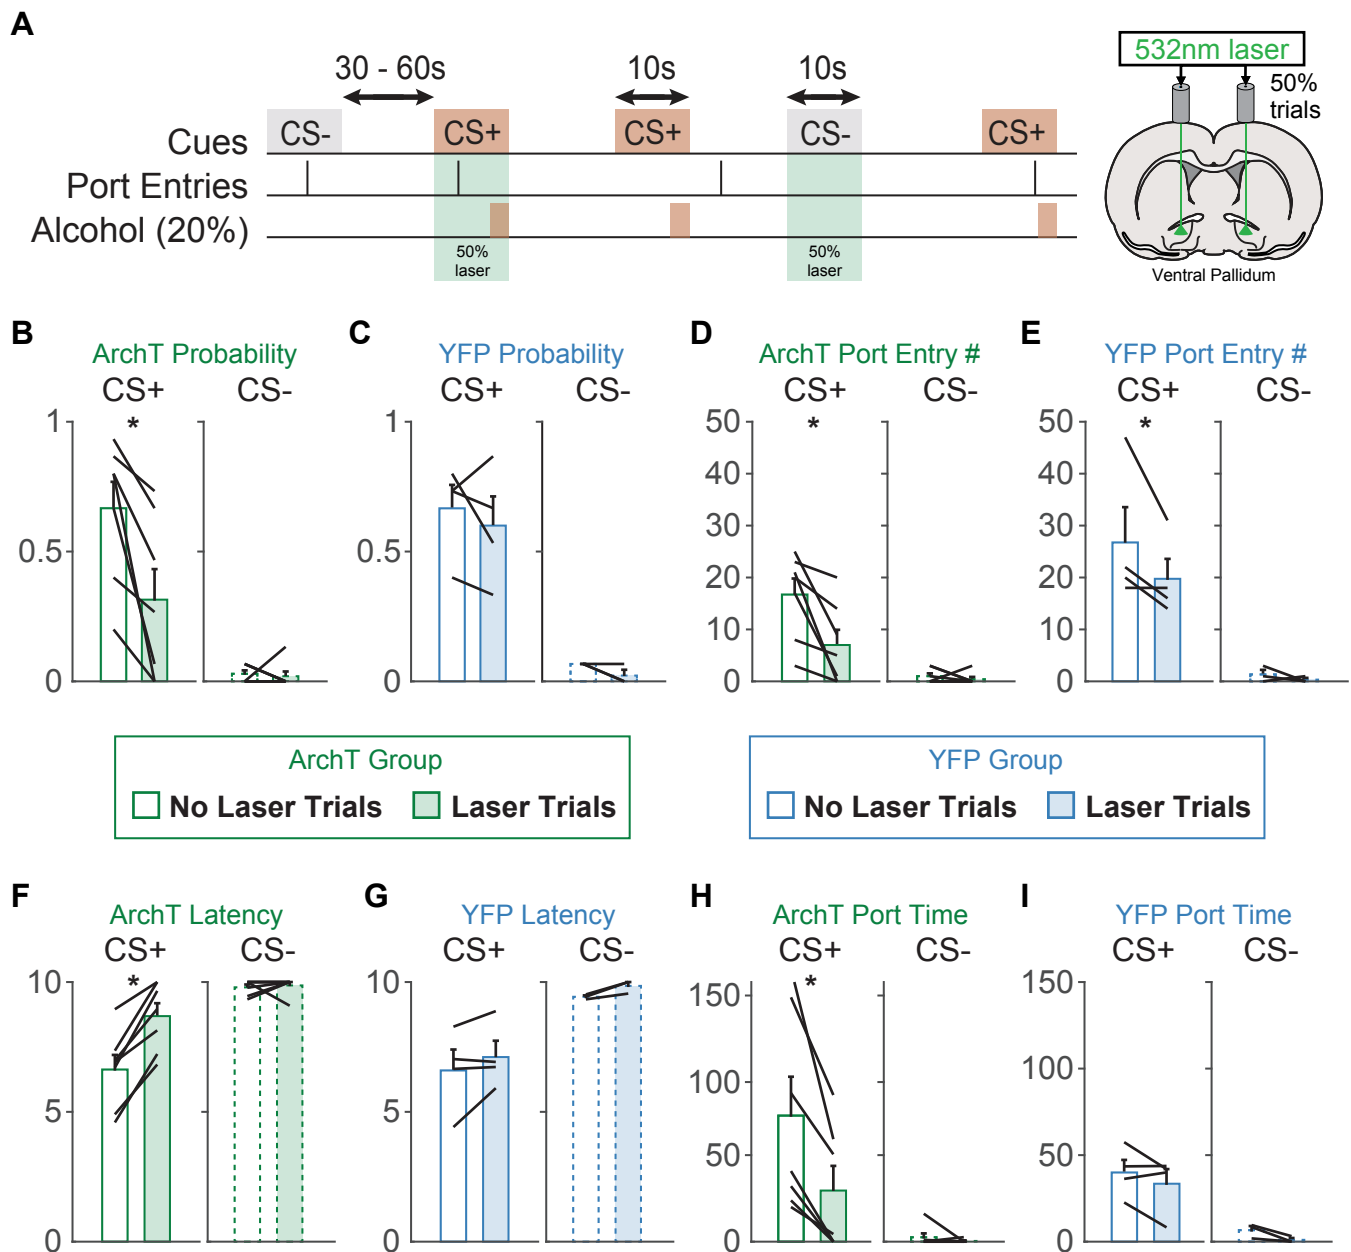 A
30 - 60s
10s
10s
532nm laser
50%
trials
Cues
CS-
CS+
CS+
CS-
CS+
Port Entries
Alcohol (20%)
50%
laser
50%
laser
Ventral Pallidum
B
ArchT Probability
CS+
CS-
*
1
0.5
0
C
YFP Probability
CS+
CS-
1
0.5
0
D
ArchT Port Entry #
CS+
CS-
*
50
40
30
20
10
0
E
YFP Port Entry #
CS+
CS-
*
50
40
30
20
10
0
ArchT Group
No Laser Trials
Laser Trials
YFP Group
No Laser Trials
Laser Trials
F
ArchT Latency
CS+
CS-
*
10
5
0
G
YFP Latency
CS+
CS-
10
5
0
H
ArchT Port Time
CS+
CS-
*
150
100
50
0
I
YFP Port Time
CS+
CS-
150
100
50
0